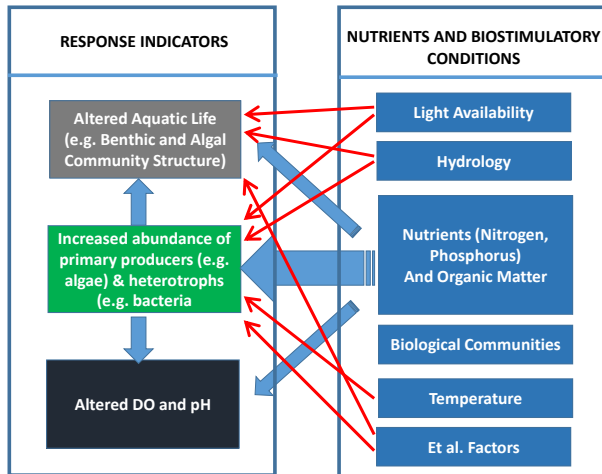 RESPONSE INDICATORS
Altered Aquatic Life
(e.g. Benthic and Algal
Community Structure)
Increased abundance of
primary producers (e.g.
algae) & heterotrophs
(e.g. bacteria
Altered DO and pH
NUTRIENTS AND BIOSTIMULATORY
CONDITIONS
Light Availability
Hydrology
Nutrients (Nitrogen,
Phosphorus)
And Organic Matter
Biological Communities
Temperature
Et al. Factors